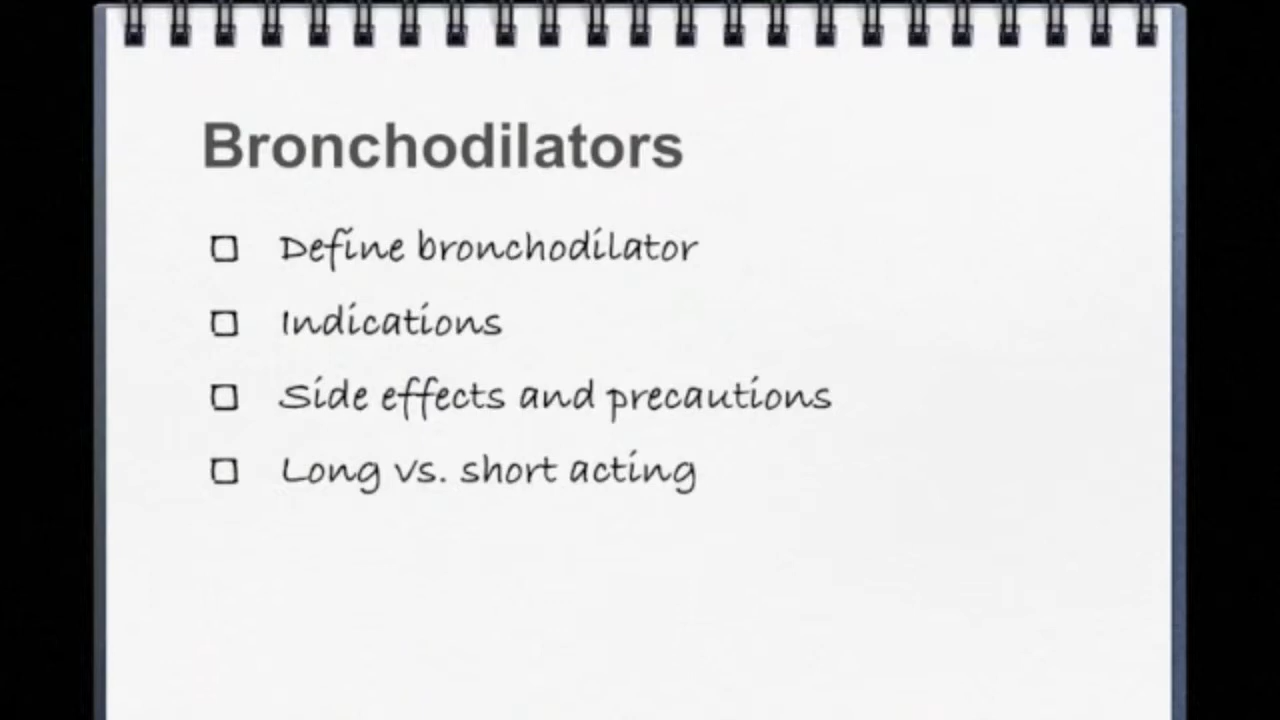 Bronchodilators
Define bronchodilator
Indications
Side effects and precautions
Long vs. short acting